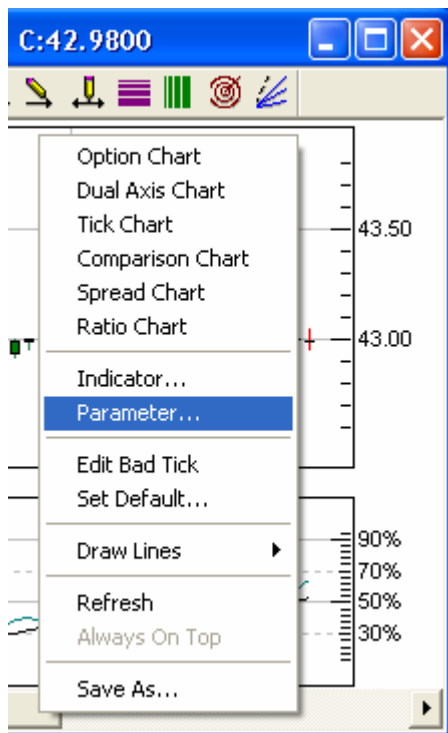 C:42.9800
Option Chart
Dual Axis Chart
Tick Chart
Comparison Chart
Spread Chart
Ratio Chart
Indicator...
Parameter...
Edit Bad Tick
Set Default...
Draw Lines
Refresh
Always On Top
Save As...
43.50
43.00
90%
70%
50%
30%